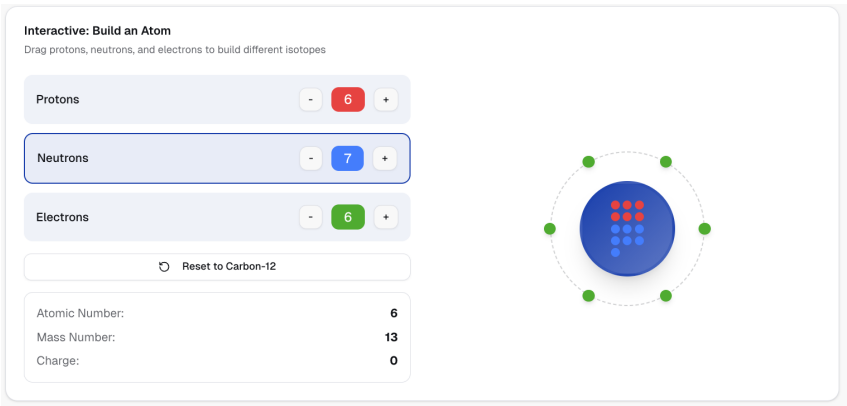 Interactive: Build an Atom
Drag protons, neutrons, and electrons to build different isotopes
Protons - 6 +
Neutrons - 7 +
Electrons - 6 +
Reset to Carbon-12
Atomic Number: 6
Mass Number: 13
Charge: 0